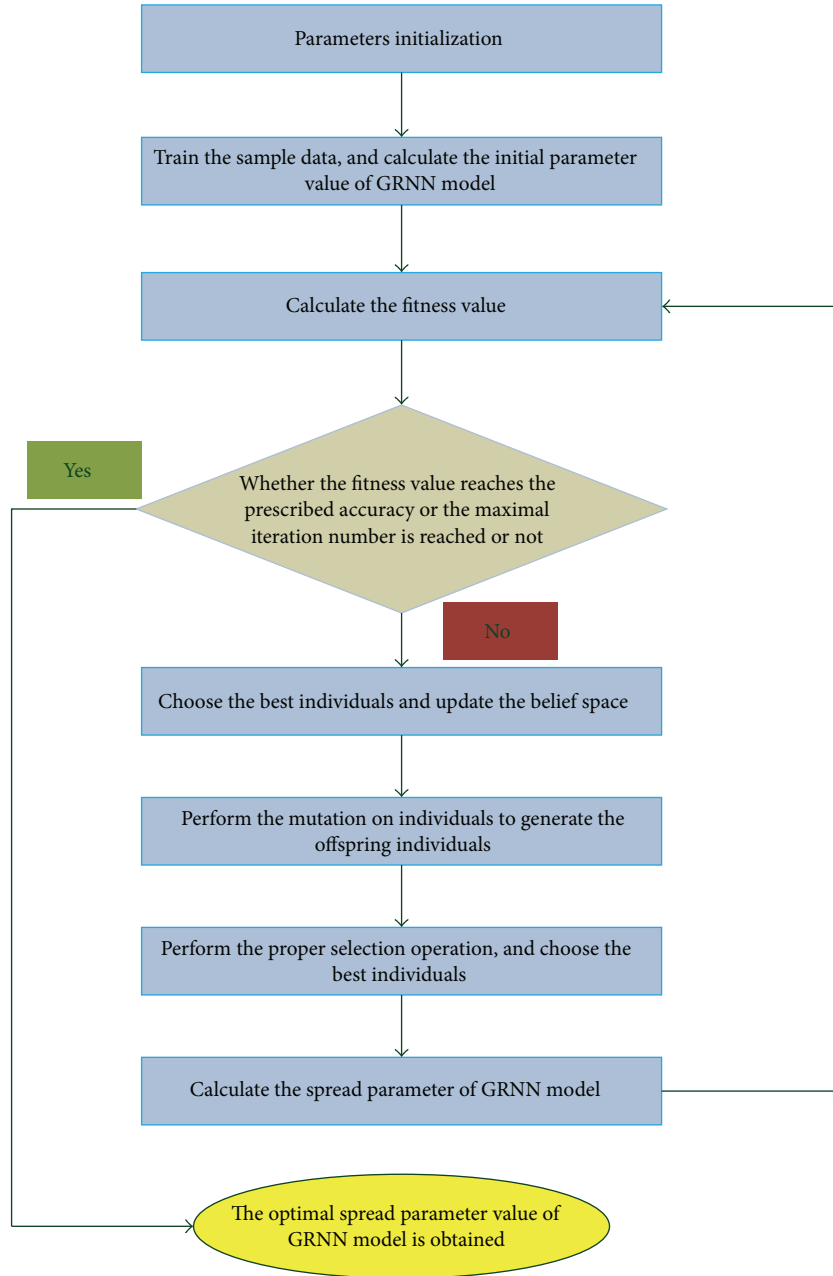 Parameters initialization
Train the sample data, and calculate the initial parameter
value of GRNN model
Calculate the fitness value
Yes
Whether the fitness value reaches the
prescribed accuracy or the maximal
iteration number is reached or not
No
Choose the best individuals and update the belief space
Perform the mutation on individuals to generate the
offspring individuals
Perform the proper selection operation, and choose the
best individuals
Calculate the spread parameter of GRNN model
The optimal spread parameter value of
GRNN model is obtained